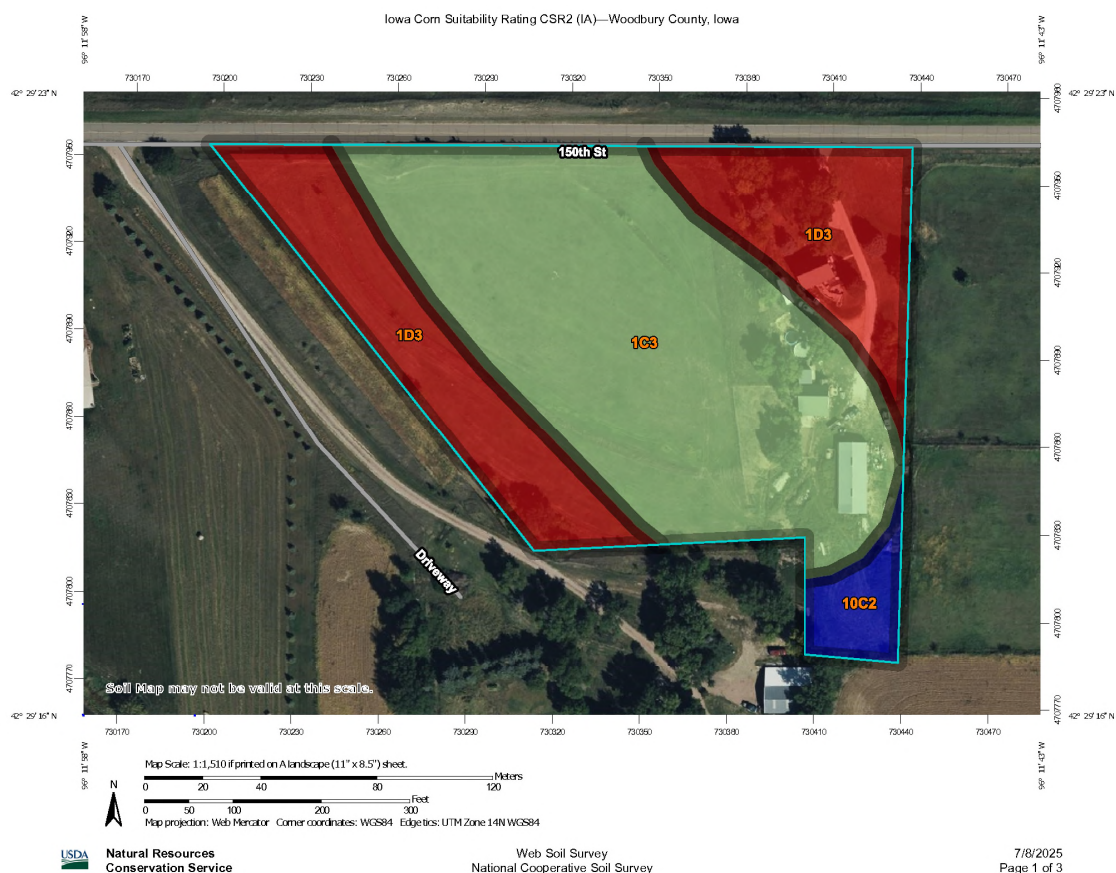 Iowa Corn Suitability Rating CSR2 (IA)—Woodbury County, Iowa
96° 11' 58" W
96° 11' 43" W
730170 730200 730230 730260 730290 730320 730350 730380 730410 730440 730470
42° 29' 23" N
42° 29' 23" N
4707980
150th St
4707950
4707950
1D3
4707920
4707920
1D3
1C3
4707890
4707890
4707860
4707860
4707830
4707830
Driveway
4707800
10C2
4707800
4707770
4707770
Soil Map may not be valid at this scale.
42° 29' 16" N
42° 29' 16" N
730170 730200 730230 730260 730290 730320 730350 730380 730410 730440 730470
96° 11' 58" W
96° 11' 43" W
Map Scale: 1:1,510 if printed on A landscape (11" x 8.5") sheet.
N
Meters
0 20 40 80 120
Feet
0 50 100 200 300
Map projection: Web Mercator Corner coordinates: WGS84 Edge tics: UTM Zone 14N WGS84
USDA
Natural Resources
Conservation Service
Web Soil Survey
National Cooperative Soil Survey
7/8/2025
Page 1 of 3